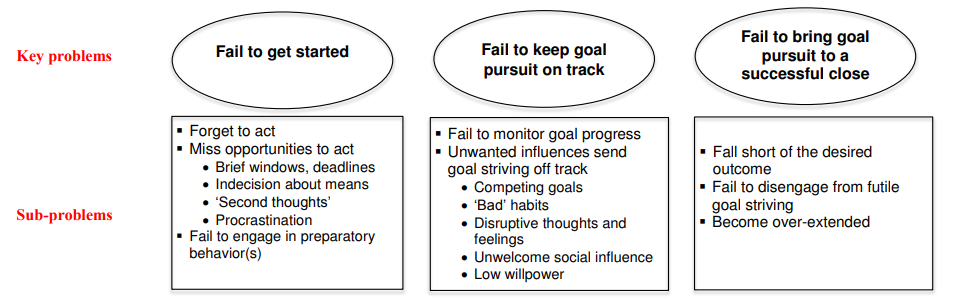 Key problems
Fail to get started
Fail to keep goal
pursuit on track
Fail to bring goal
pursuit to a
successful close
Sub-problems
▪ Forget to act
▪ Miss opportunities to act
• Brief windows, deadlines
• Indecision about means
• ‘Second thoughts’
• Procrastination
▪ Fail to engage in preparatory
behavior(s)
▪ Fail to monitor goal progress
▪ Unwanted influences send
goal striving off track
• Competing goals
• ‘Bad’ habits
• Disruptive thoughts and
feelings
• Unwelcome social influence
• Low willpower
▪ Fall short of the desired
outcome
▪ Fail to disengage from futile
goal striving
▪ Become over-extended